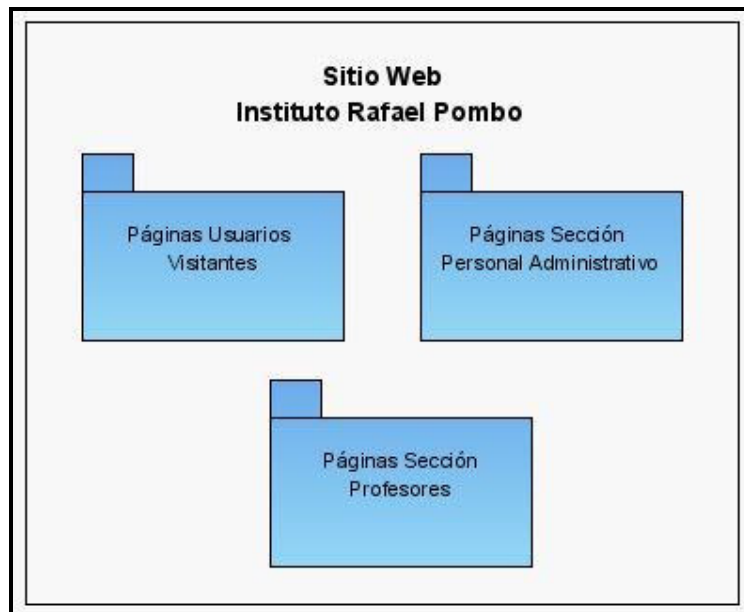 Sitio Web
Instituto Rafael Pombo
Páginas Usuarios
Visitantes
Páginas Sección
Personal Administrativo
Páginas Sección
Profesores